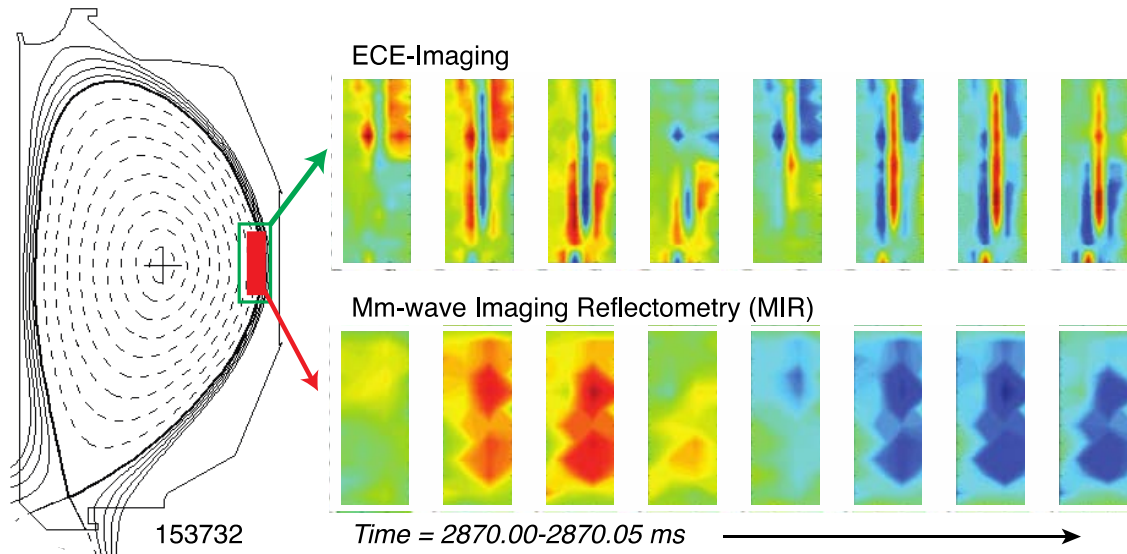 ECE-Imaging
Mm-wave Imaging Reflectometry (MIR)
153732
Time = 2870.00-2870.05 ms